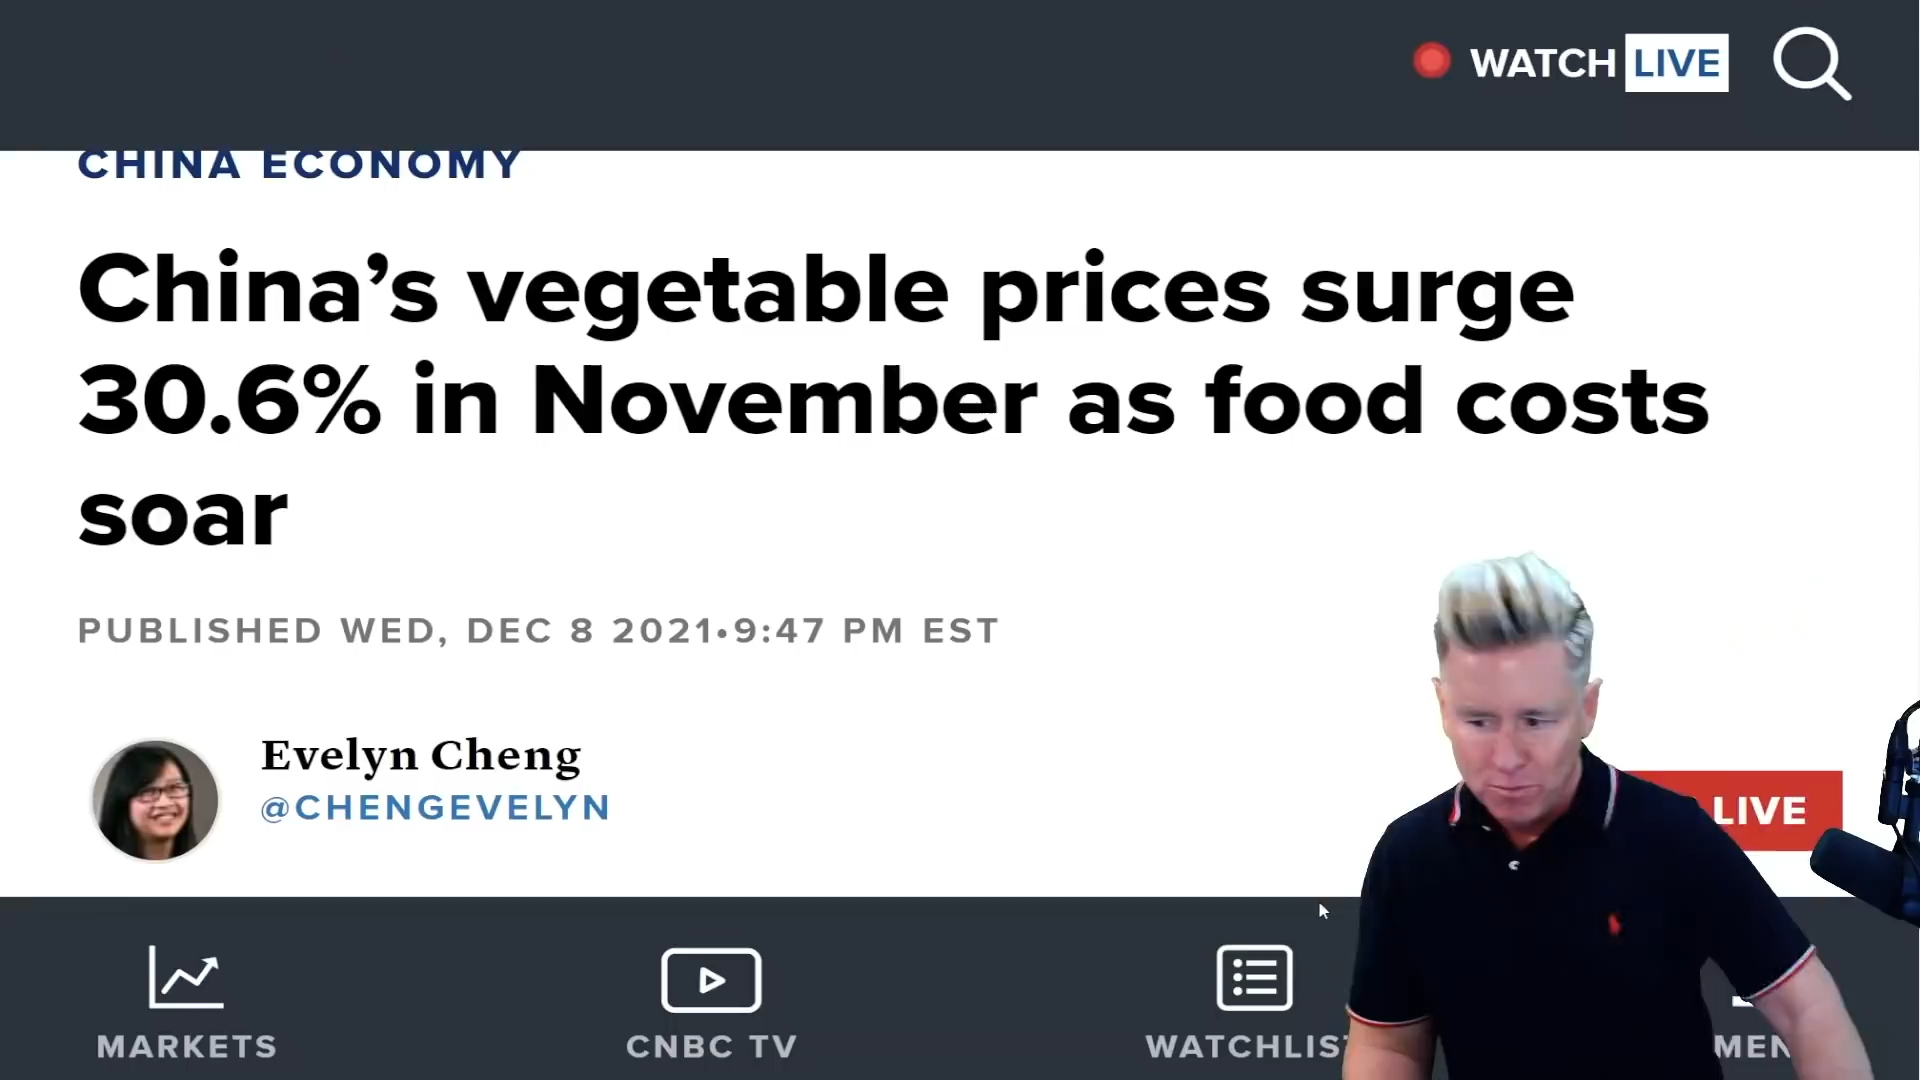 WATCH LIVE
CHINA ECONOMY
China’s vegetable prices surge
30.6% in November as food costs
soar
PUBLISHED WED, DEC 8 2021•9:47 PM EST
Evelyn Cheng
@CHENGEVELYN
LIVE
MARKETS
CNBC TV